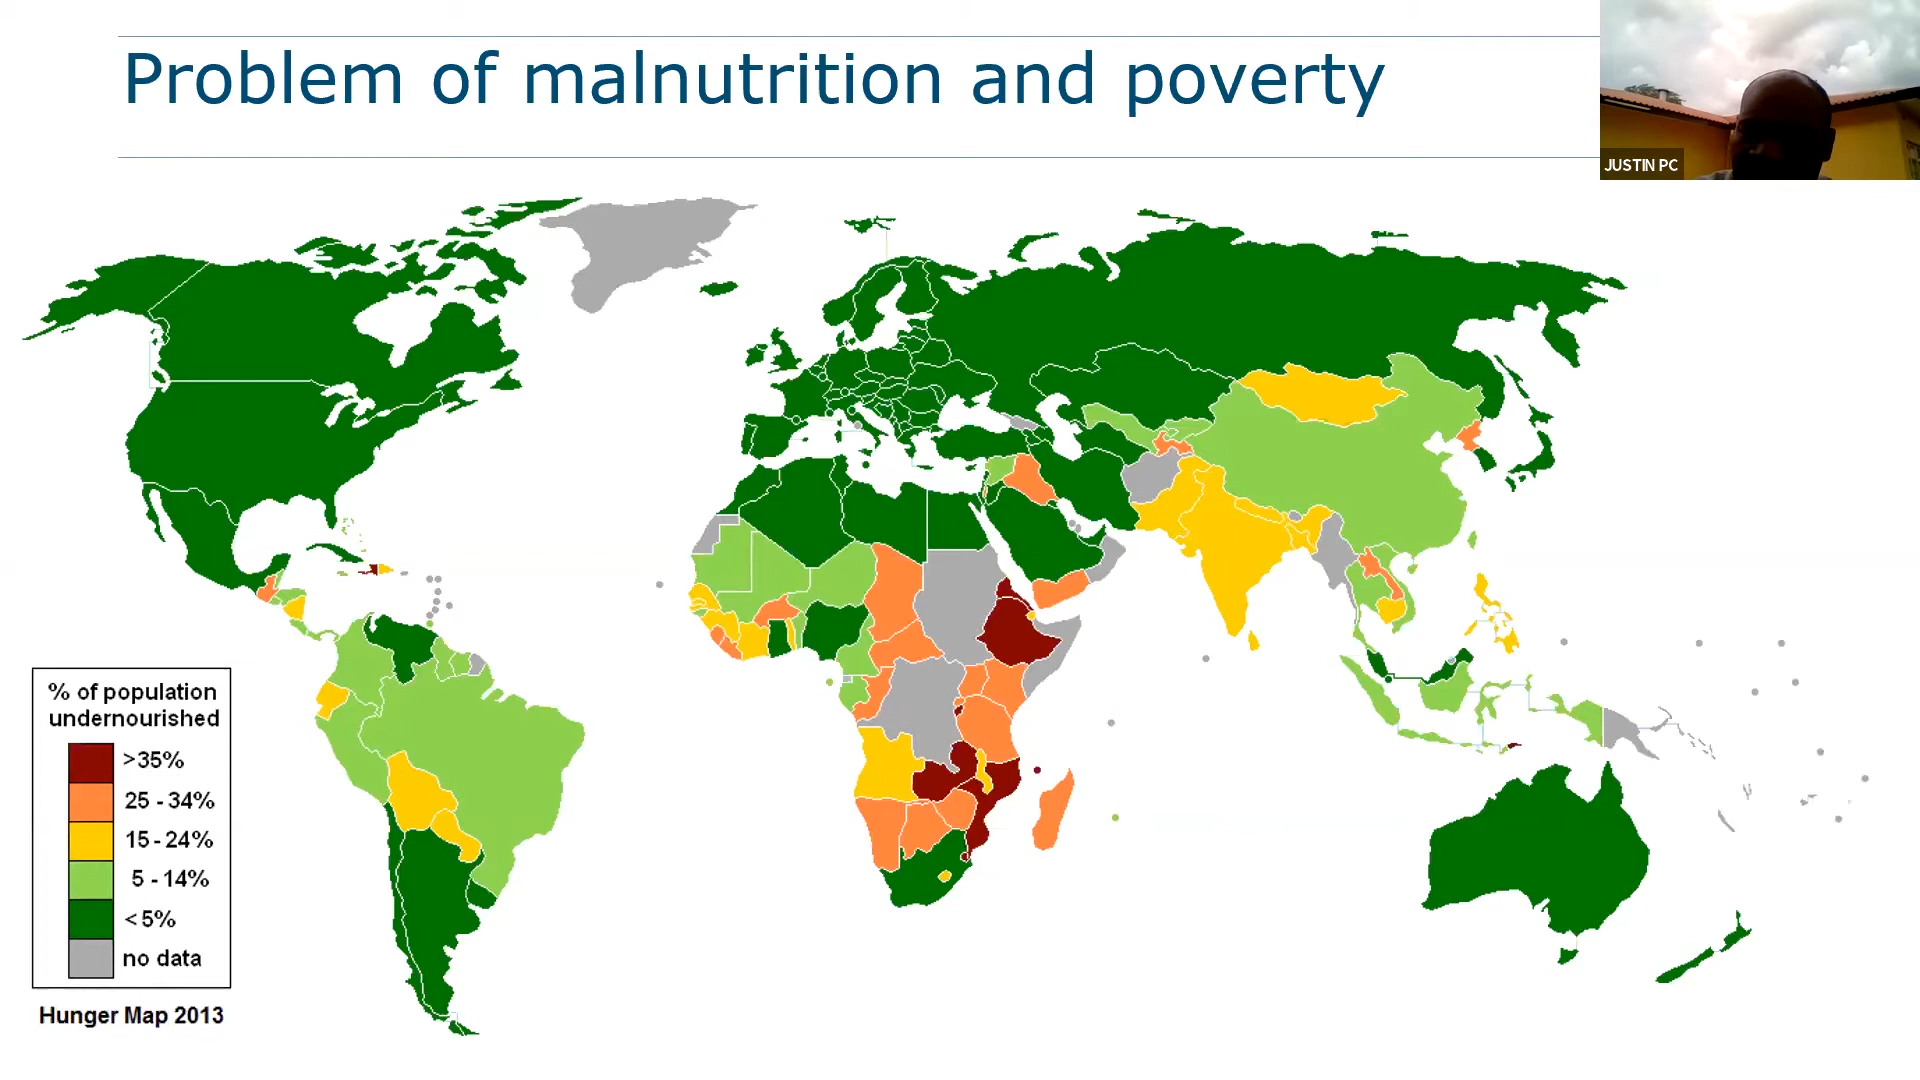 Problem of malnutrition and poverty
JUSTIN PC
% of population
undernourished
>35%
25 - 34%
15 - 24%
5 - 14%
<5%
no data
Hunger Map 2013